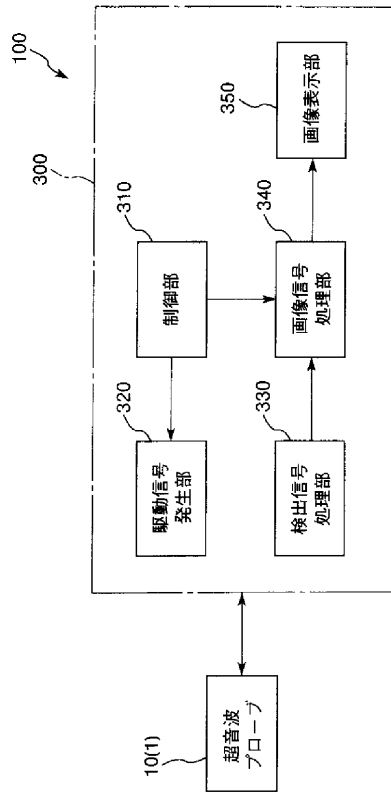 100
300
310
制御部
320
駆動信号
発生部
330
検出信号
処理部
340
画像信号
処理部
350
画像表示部
10(1)
超音波
プローブ